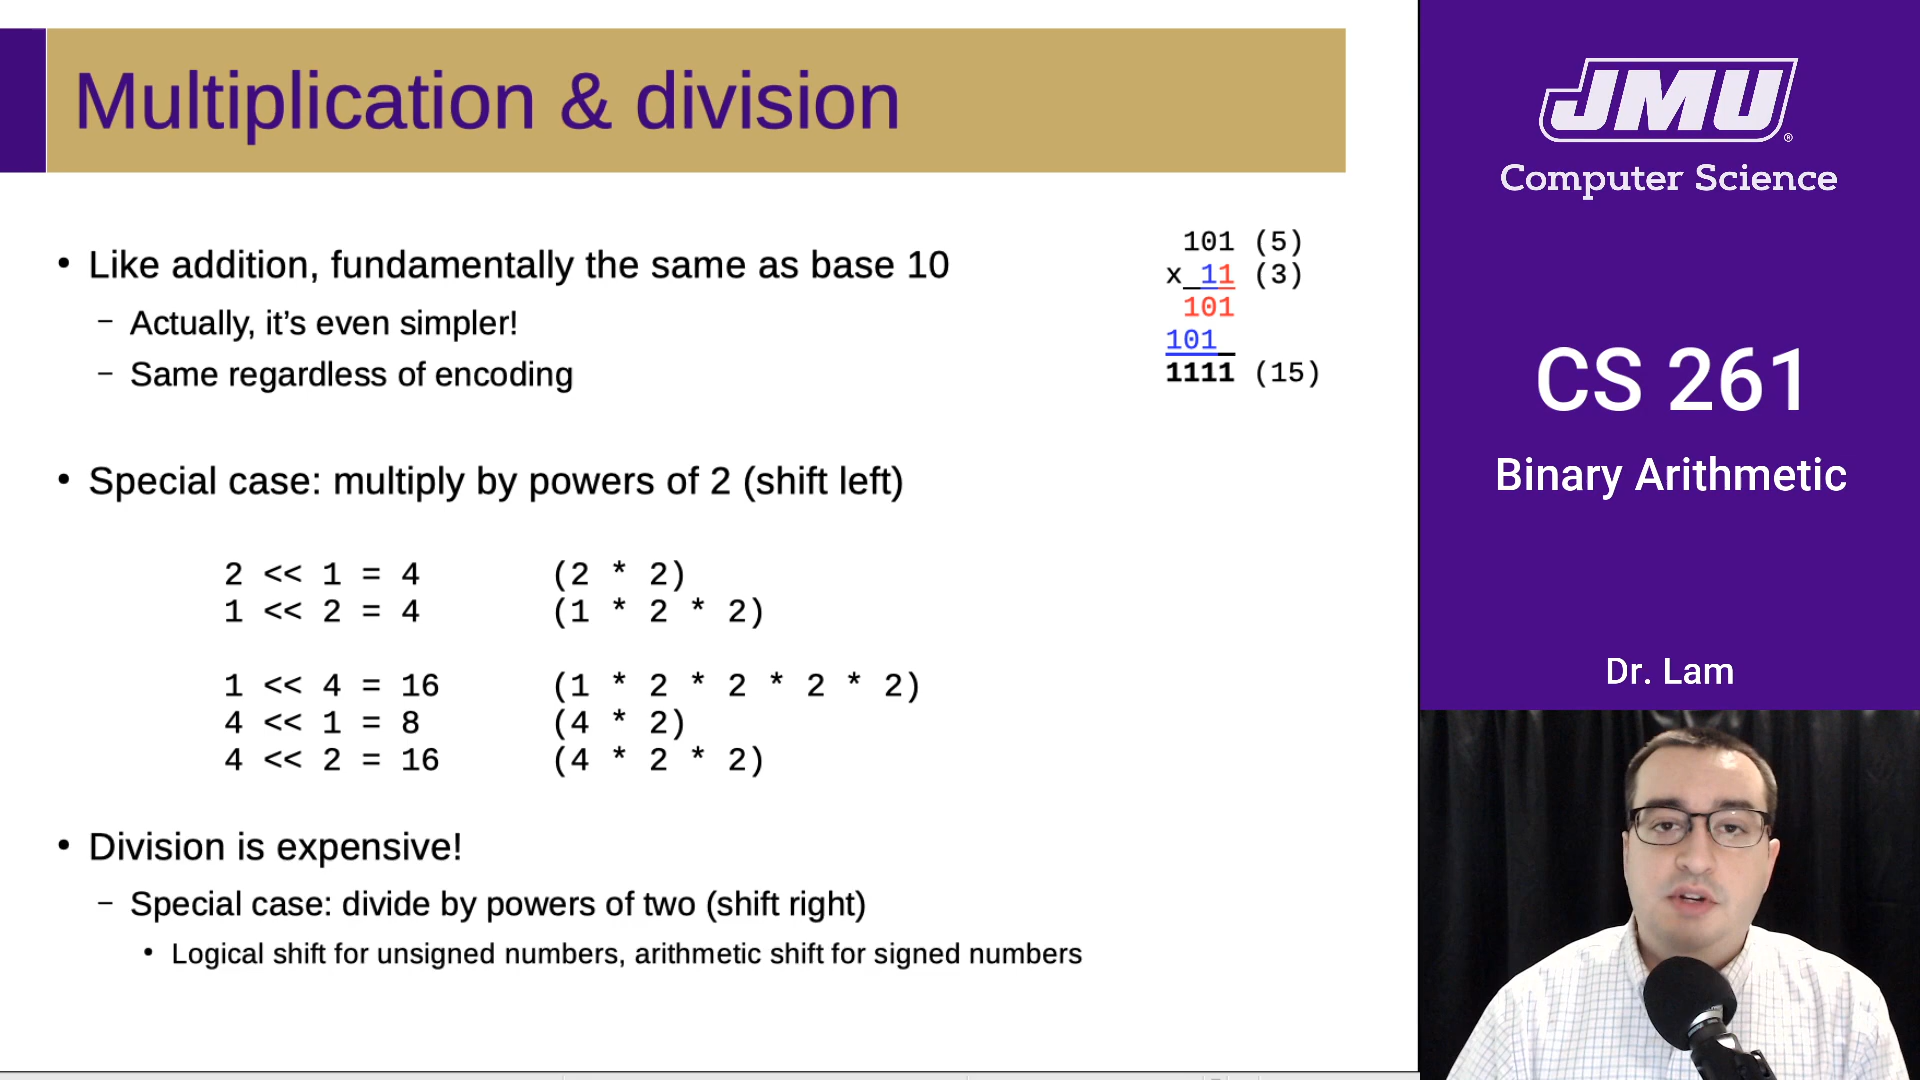 Multiplication & division
• Like addition, fundamentally the same as base 10
– Actually, it's even simpler!
– Same regardless of encoding
101 (5)
x_11 (3)
101
101_
1111 (15)
• Special case: multiply by powers of 2 (shift left)
2 << 1 = 4 (2 * 2)
1 << 2 = 4 (1 * 2 * 2)
1 << 4 = 16 (1 * 2 * 2 * 2 * 2)
4 << 1 = 8 (4 * 2)
4 << 2 = 16 (4 * 2 * 2)
• Division is expensive!
– Special case: divide by powers of two (shift right)
• Logical shift for unsigned numbers, arithmetic shift for signed numbers
JMU®
Computer Science
CS 261
Binary Arithmetic
Dr. Lam